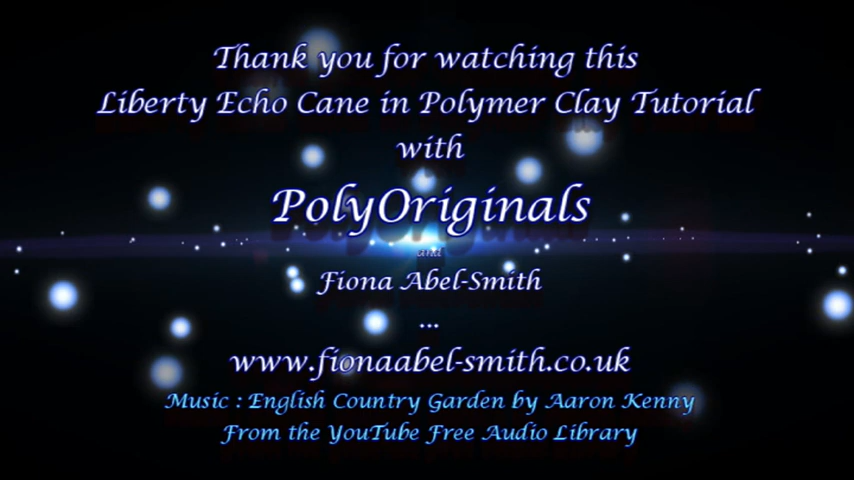 Thank you for watching this
Liberty Echo Cane in Polymer Clay Tutorial
with
PolyOriginals
and
Fiona Abel-Smith
...
www.fionaabel-smith.co.uk
Music : English Country Garden by Aaron Kenny
From the YouTube Free Audio Library